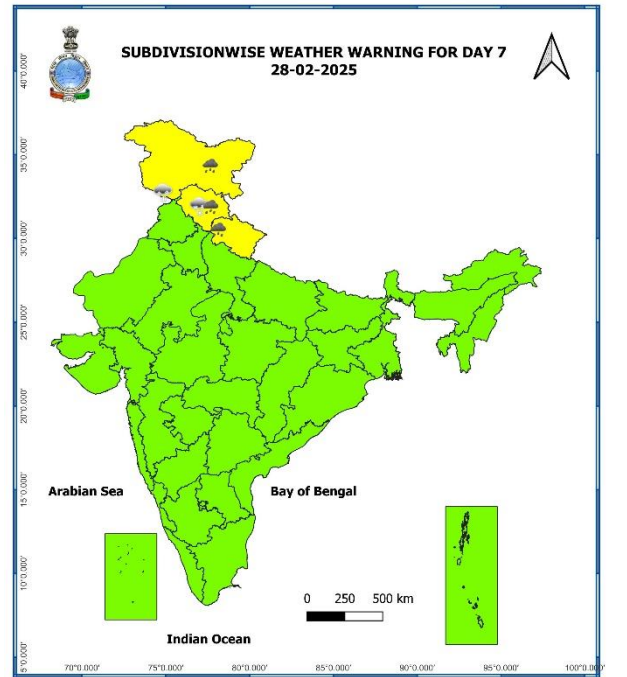 SUBDIVISIONWISE WEATHER WARNING FOR DAY 7
28-02-2025
40°0.000'
35°0.000'
30°0.000'
25°0.000'
20°0.000'
15°0.000'
10°0.000'
5°0.000'
Arabian Sea
Bay of Bengal
0 250 500 km
Indian Ocean
70°0.000' 75°0.000' 80°0.000' 85°0.000' 90°0.000' 95°0.000' 100°0.000'